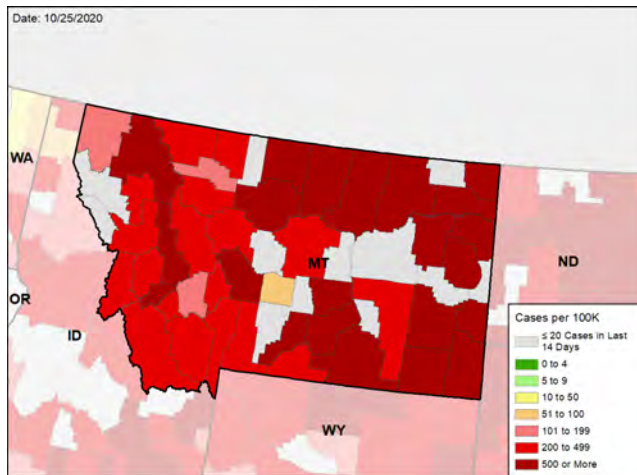 Date: 10/25/2020
WA
MT
ND
OR
ID
WY
Cases per 100K
≤ 20 Cases in Last
14 Days
0 to 4
5 to 9
10 to 50
51 to 100
101 to 199
200 to 499
500 or More